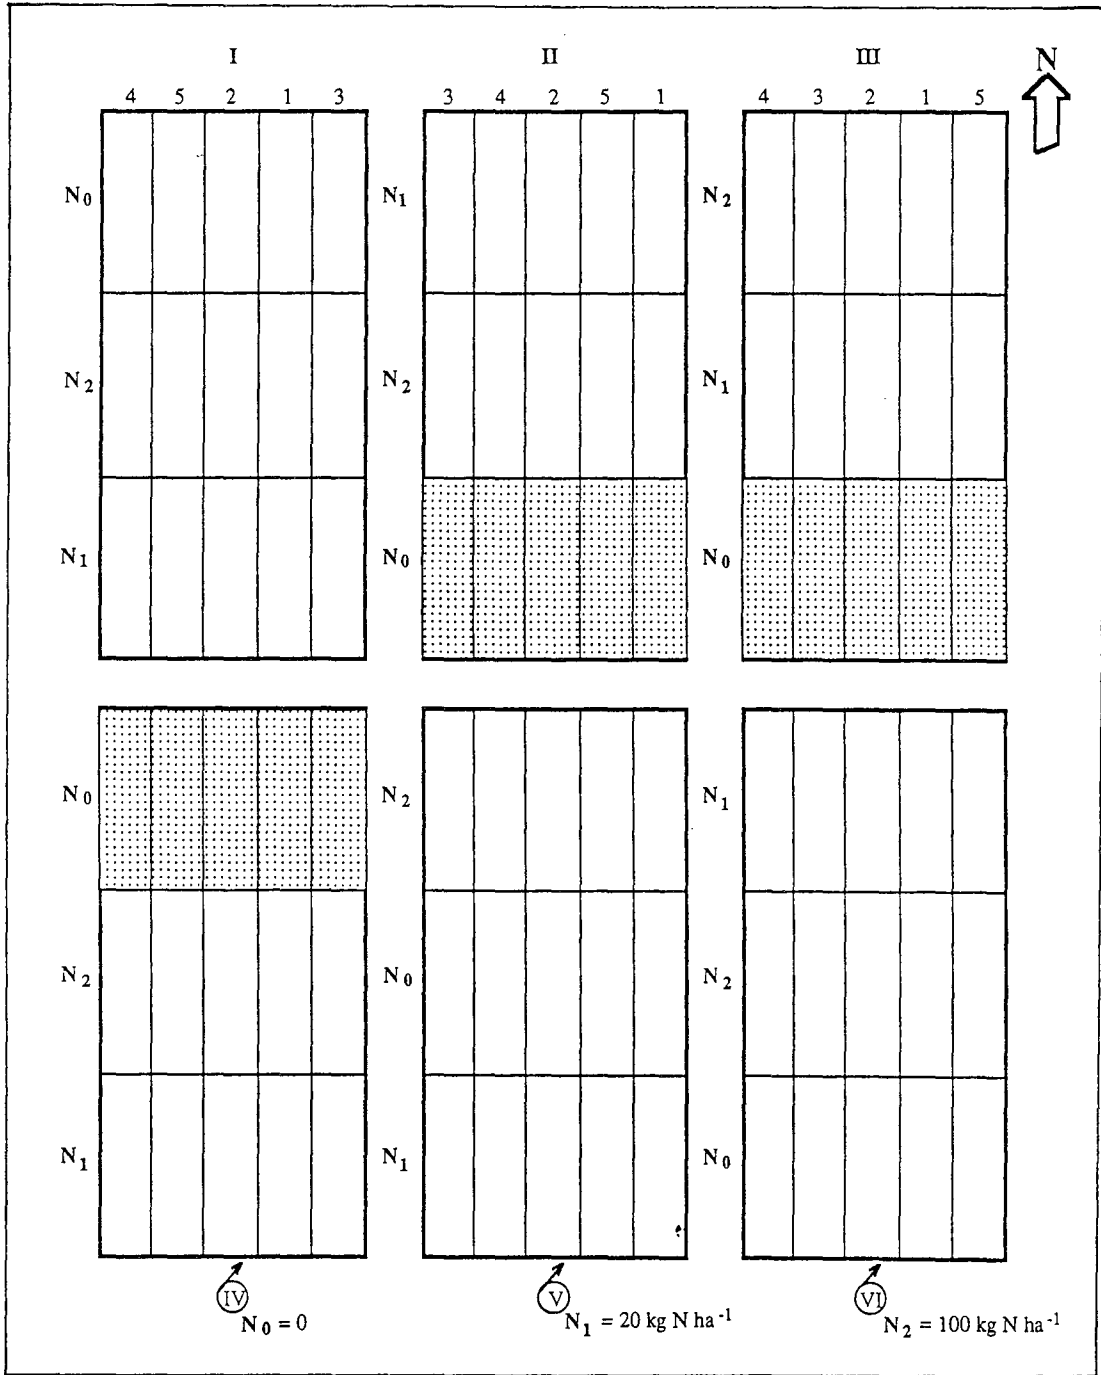 I II III N
4 5 2 1 3 3 4 2 5 1 4 3 2 1 5
N₀ N₁ N₂
N₂ N₂ N₁
N₁ N₀ N₀
N₀ N₂ N₁
N₂ N₀ N₂
N₁ N₁ N₀
IV V VI
N₀ = 0 N₁ = 20 kg N ha⁻¹ N₂ = 100 kg N ha⁻¹